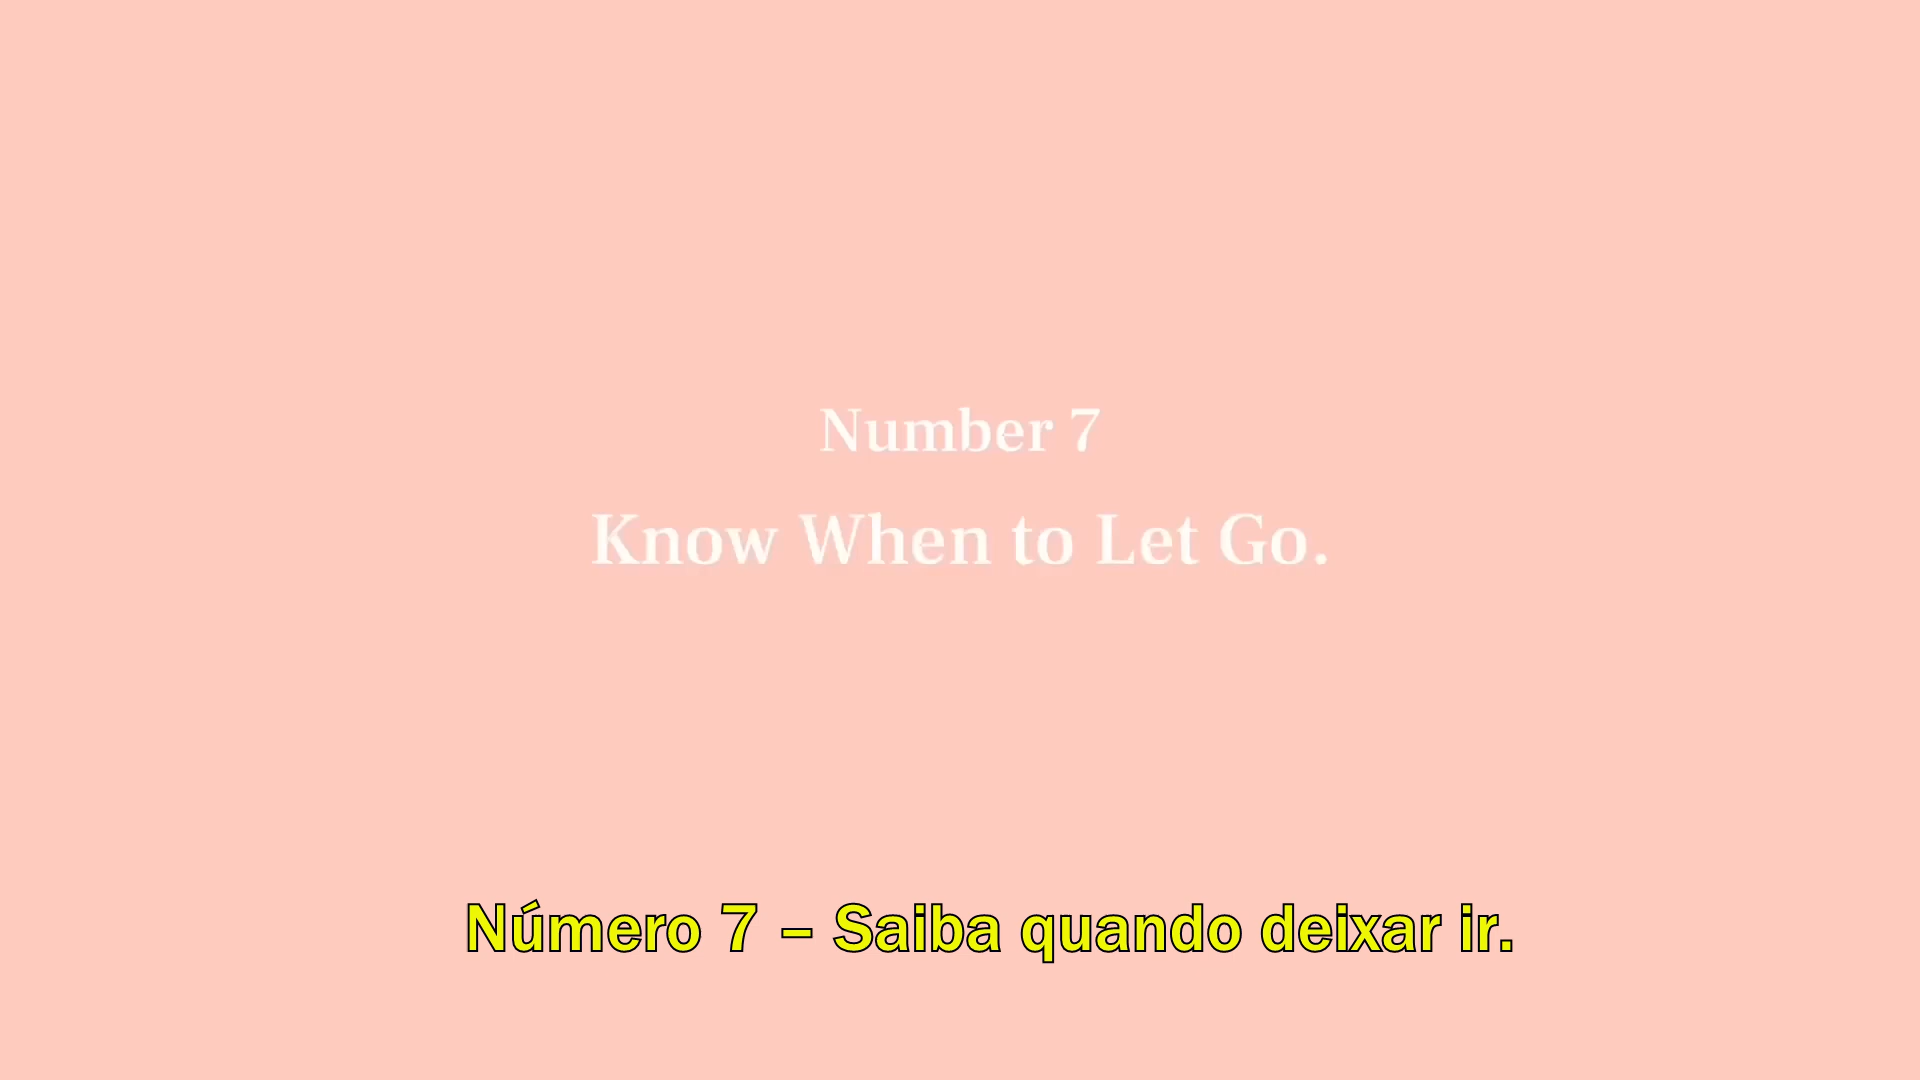 Number 7
Know When to Let Go.
Número 7 – Saiba quando deixar ir.